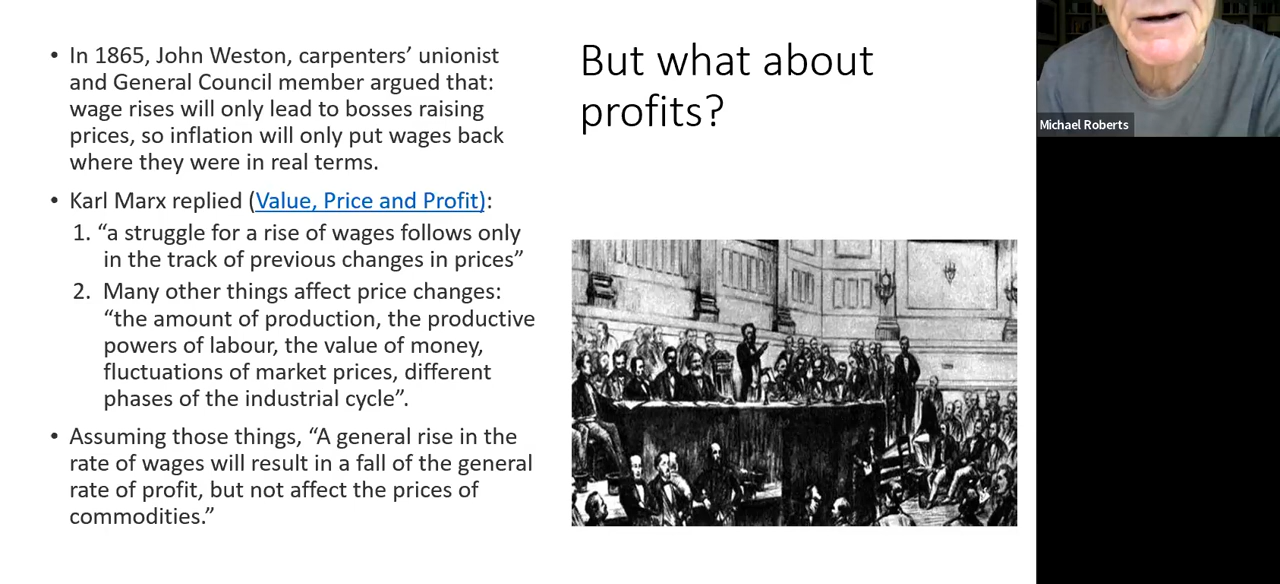 • In 1865, John Weston, carpenters’ unionist
and General Council member argued that:
wage rises will only lead to bosses raising
prices, so inflation will only put wages back
where they were in real terms.
• Karl Marx replied (Value, Price and Profit):
1. “a struggle for a rise of wages follows only
in the track of previous changes in prices”
2. Many other things affect price changes:
“the amount of production, the productive
powers of labour, the value of money,
fluctuations of market prices, different
phases of the industrial cycle”.
• Assuming those things, “A general rise in the
rate of wages will result in a fall of the general
rate of profit, but not affect the prices of
commodities.”
But what about
profits?
Michael Roberts